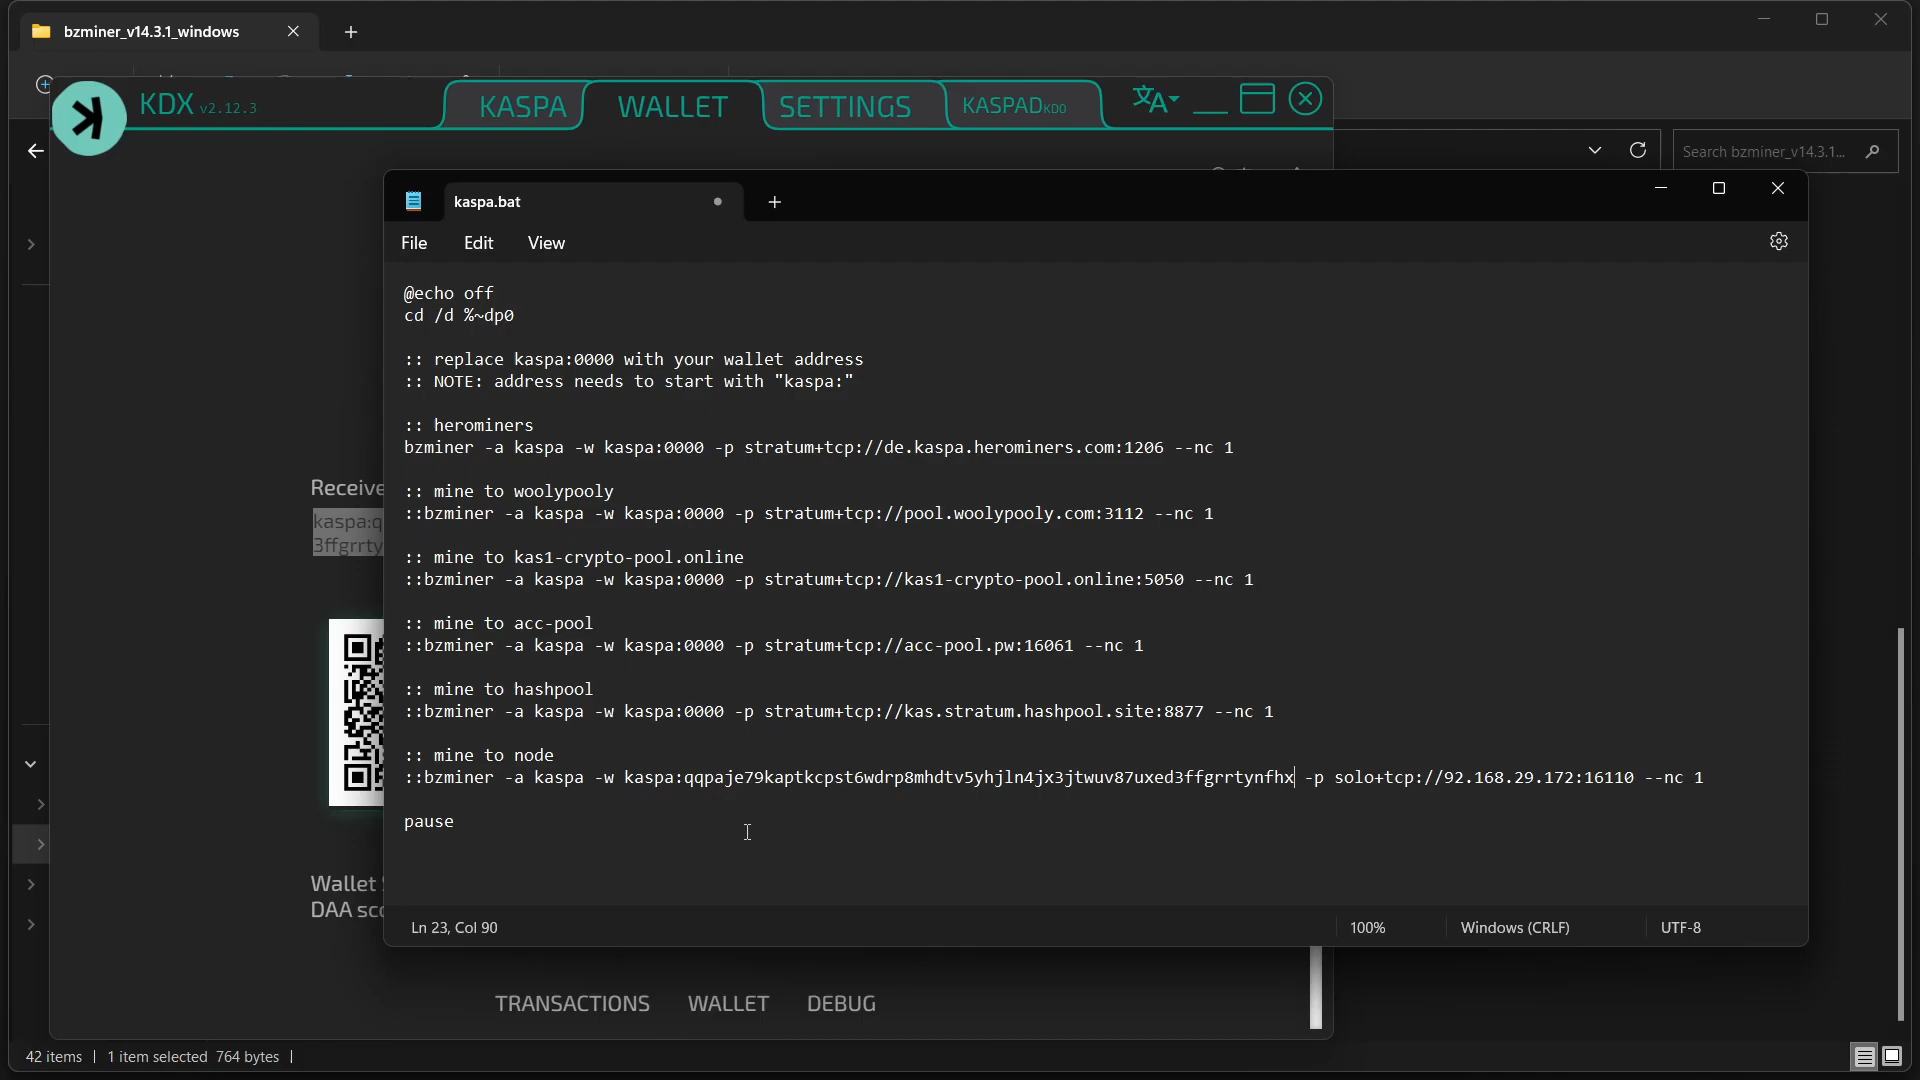 bzminer_v14.3.1_windows
KDX v2.12.3
KASPA
WALLET
SETTINGS
KASPAD KD0
Search bzminer_v14.3.1...
kaspa.bat
File Edit View
@echo off
cd /d %~dp0
:: replace kaspa:0000 with your wallet address
:: NOTE: address needs to start with "kaspa:"
:: herominers
bzminer -a kaspa -w kaspa:0000 -p stratum+tcp://de.kaspa.herominers.com:1206 --nc 1
:: mine to woolypooly
::bzminer -a kaspa -w kaspa:0000 -p stratum+tcp://pool.woolypooly.com:3112 --nc 1
:: mine to kas1-crypto-pool.online
::bzminer -a kaspa -w kaspa:0000 -p stratum+tcp://kas1-crypto-pool.online:5050 --nc 1
:: mine to acc-pool
::bzminer -a kaspa -w kaspa:0000 -p stratum+tcp://acc-pool.pw:16061 --nc 1
:: mine to hashpool
::bzminer -a kaspa -w kaspa:0000 -p stratum+tcp://kas.stratum.hashpool.site:8877 --nc 1
:: mine to node
::bzminer -a kaspa -w kaspa:qqpaje79kaptkcpst6wdrp8mhdtv5yhjln4jx3jtwuv87uxed3ffgrrtynfhx -p solo+tcp://92.168.29.172:16110 --nc 1
pause
Ln 23, Col 90
100%
Windows (CRLF)
UTF-8
Receive
kaspa:q
3ffgrrty
Wallet
DAA sc
TRANSACTIONS WALLET DEBUG
42 items
1 item selected 764 bytes